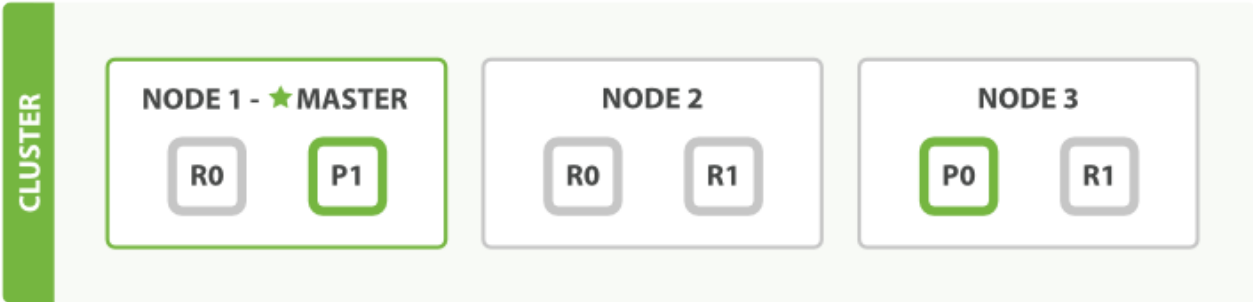 CLUSTER
NODE 1 - ★ MASTER
R0 P1
NODE 2
R0 R1
NODE 3
P0 R1